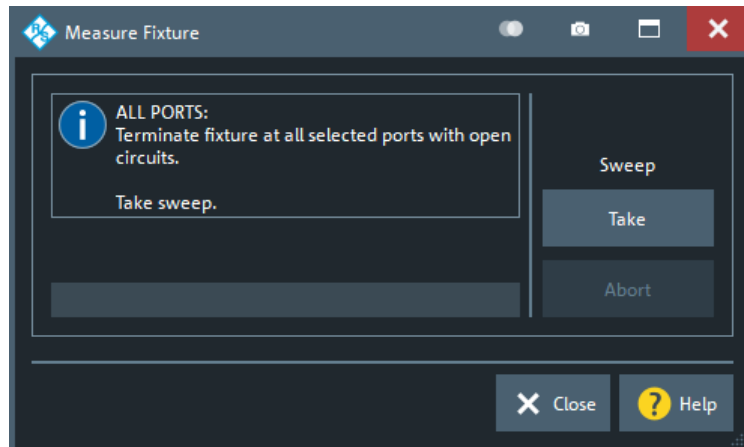 R&S
Measure Fixture
ALL PORTS:
Terminate fixture at all selected ports with open
circuits.
Take sweep.
Sweep
Take
Abort
Close
Help